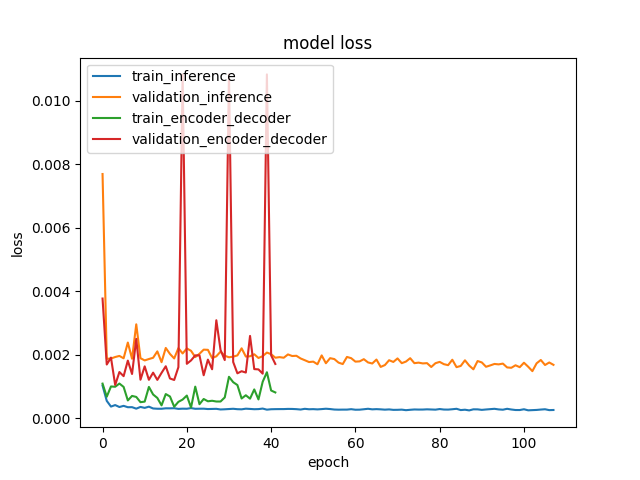 model loss
train_inference
validation_inference
train_encoder_decoder
validation_encoder_decoder
loss
0.010
0.008
0.006
0.004
0.002
0.000
0 20 40 60 80 100
epoch